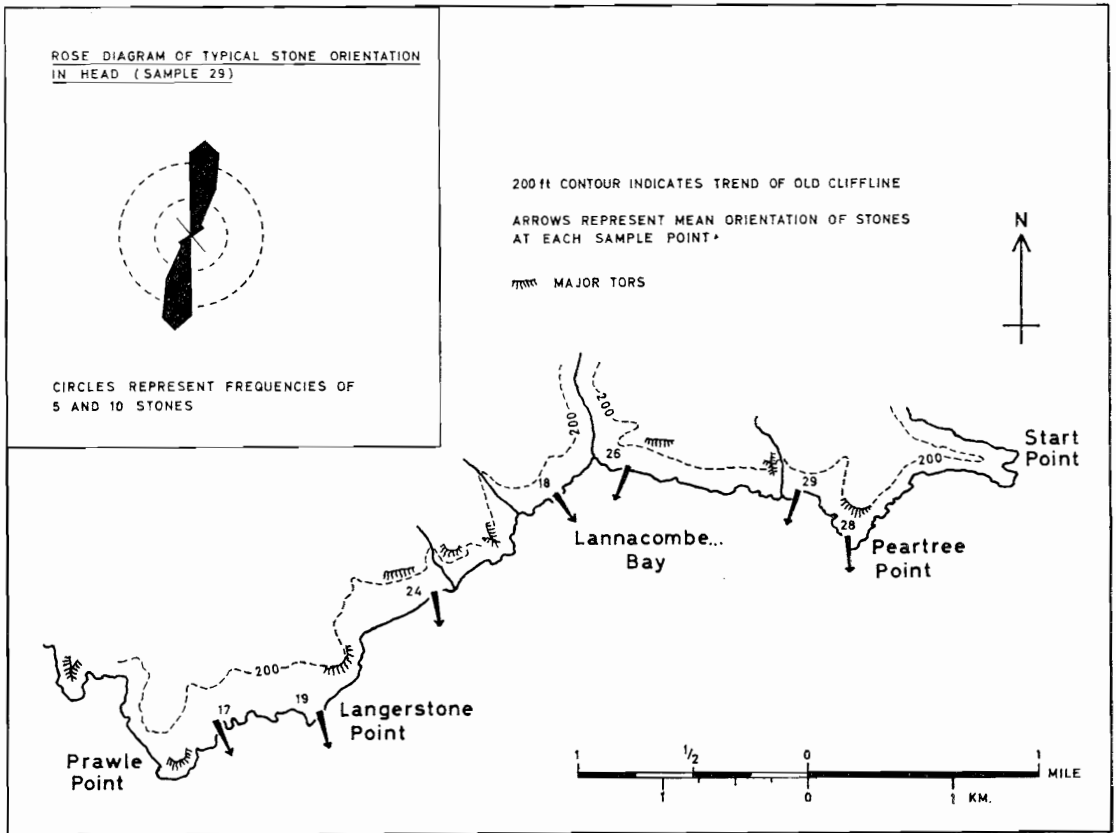 ROSE DIAGRAM OF TYPICAL STONE ORIENTATION
IN HEAD (SAMPLE 29)
CIRCLES REPRESENT FREQUENCIES OF
5 AND 10 STONES
200 ft CONTOUR INDICATES TREND OF OLD CLIFFLINE
ARROWS REPRESENT MEAN ORIENTATION OF STONES
AT EACH SAMPLE POINT.
MAJOR TORS
N
200
200
200
200
26
18
29
28
24
19
17
Start
Point
Lannacombe...
Bay
Peartree
Point
Langerstone
Point
Prawle
Point
1 1/2 0 1
MILE
1 0 1 KM.